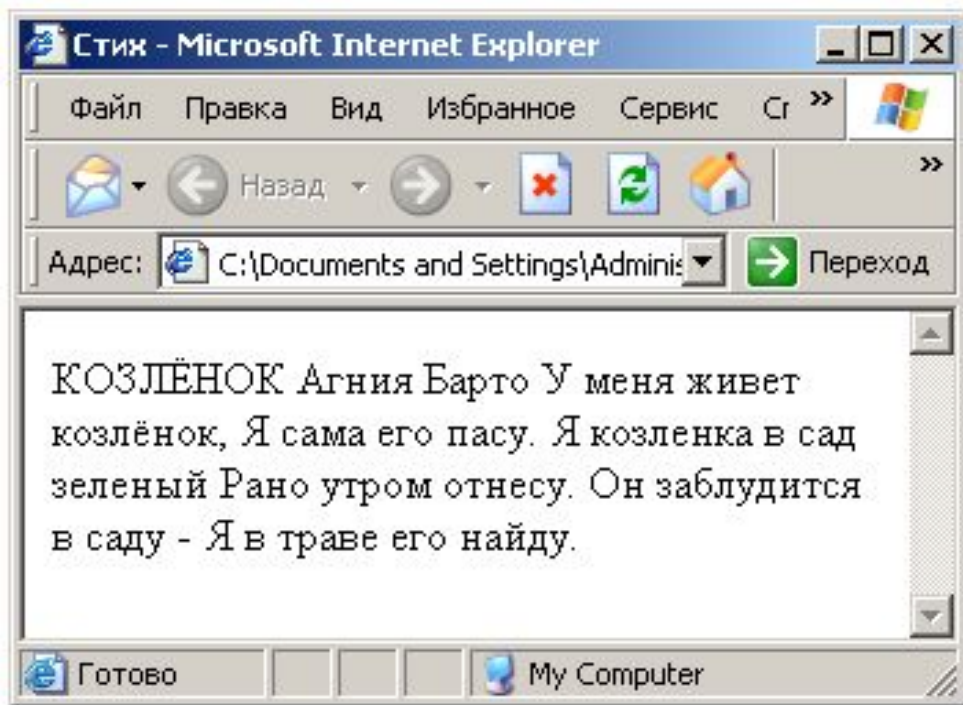 Стих - Microsoft Internet Explorer
Файл Правка Вид Избранное Сервис Сг »
Назад »
Адрес: C:\Documents and Settings\Adminis Переход
КОЗЛЁНОК Агния Барто У меня живет
козлёнок, Я сама его пасу. Я козленка в сад
зеленый Рано утром отнесу. Он заблудится
в саду - Я в траве его найду.
Готово My Computer